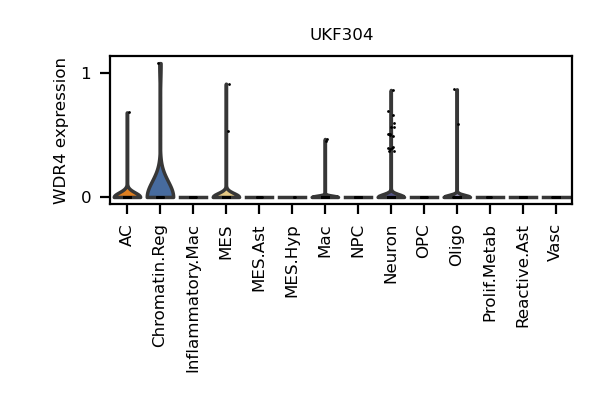 UKF304
WDR4 expression
1
0
AC
Chromatin.Reg
Inflammatory.Mac
MES
MES.Ast
MES.Hyp
Mac
NPC
Neuron
OPC
Oligo
Prolif.Metab
Reactive.Ast
Vasc